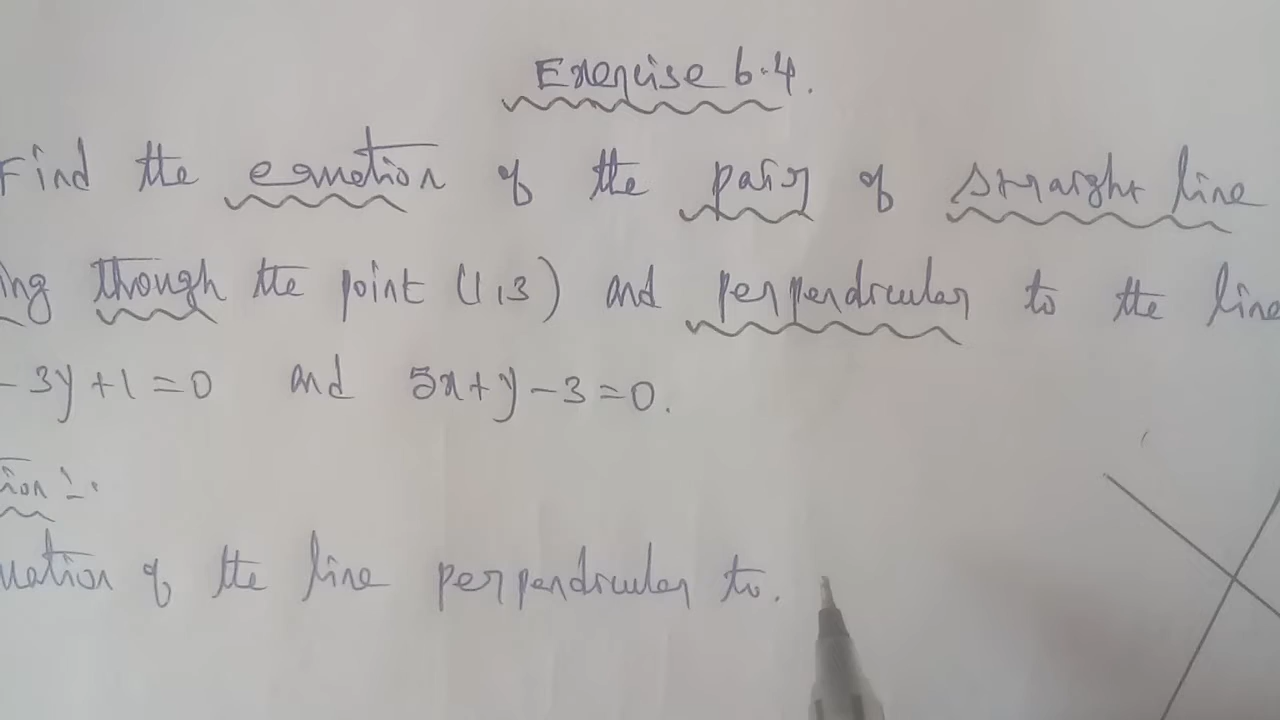 Exercise 6.4.
Find the equation of the pair of straight line
ing through the point (1,3) and perpendicular to the line
- 3y + 1 = 0 and 5x + y - 3 = 0.
tion :-
uation of the line perpendicular to.